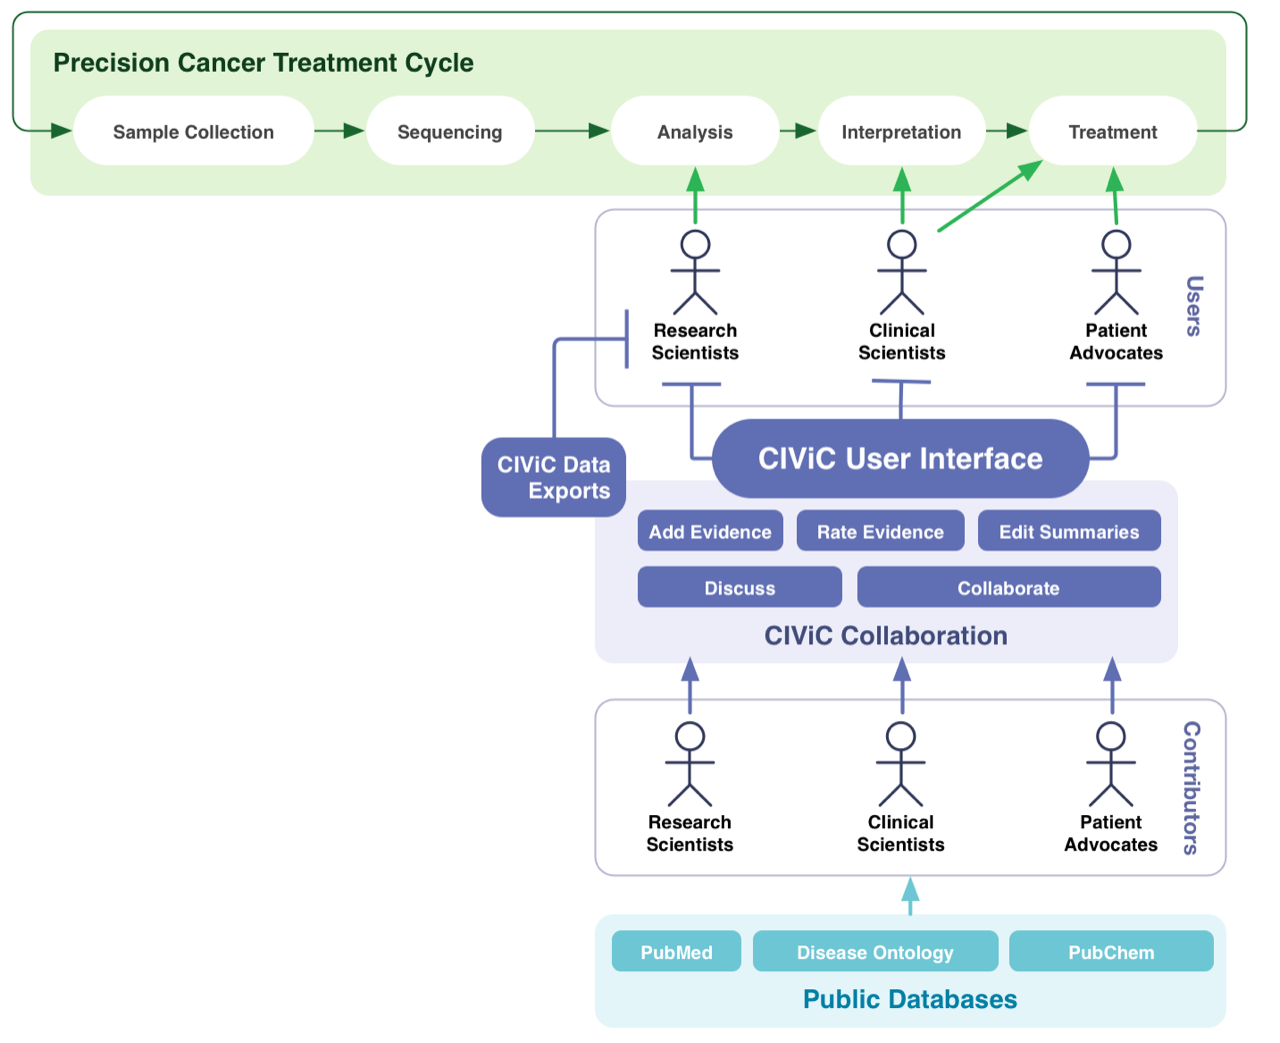 Precision Cancer Treatment Cycle
Sample Collection
Sequencing
Analysis
Interpretation
Treatment
Research
Scientists
Clinical
Scientists
Patient
Advocates
Users
CIViC Data
Exports
CIViC User Interface
Add Evidence
Rate Evidence
Edit Summaries
Discuss
Collaborate
CIViC Collaboration
Research
Scientists
Clinical
Scientists
Patient
Advocates
Contributors
PubMed
Disease Ontology
PubChem
Public Databases